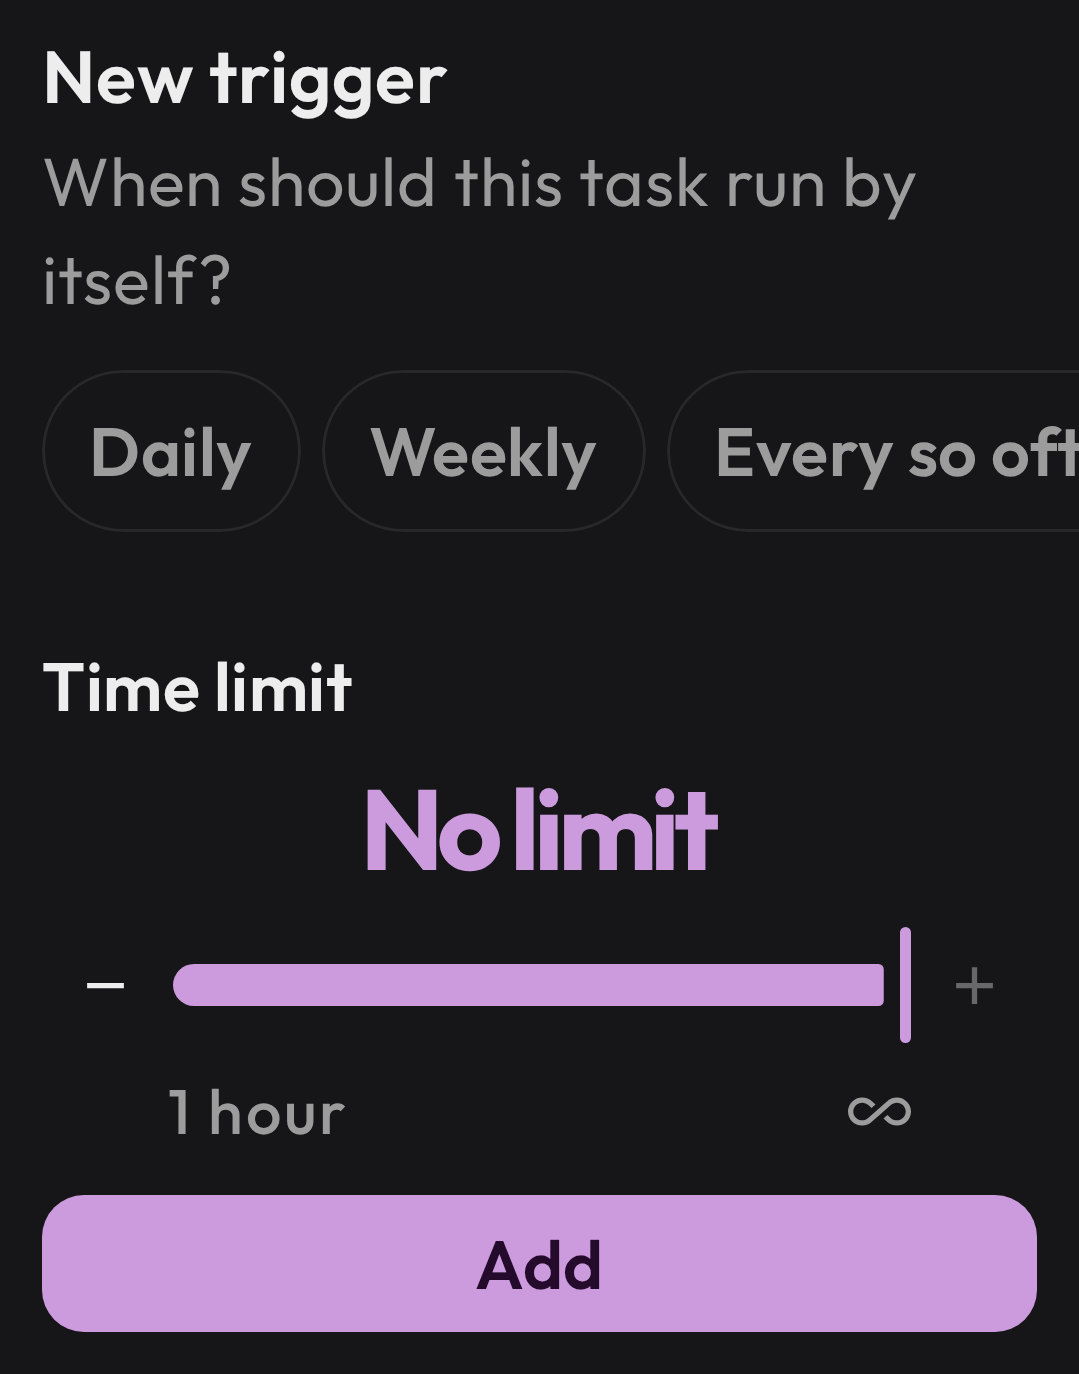 New trigger
When should this task run by
itself?
Daily Weekly Every so oft
Time limit
No limit
− +
1 hour ∞
Add